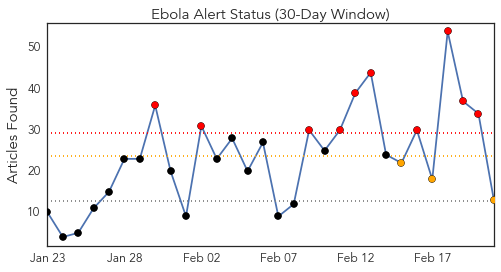 Ebola Alert Status (30-Day Window)
Articles Found
50
40
30
20
10
Jan 23 Jan 28 Feb 02 Feb 07 Feb 12 Feb 17